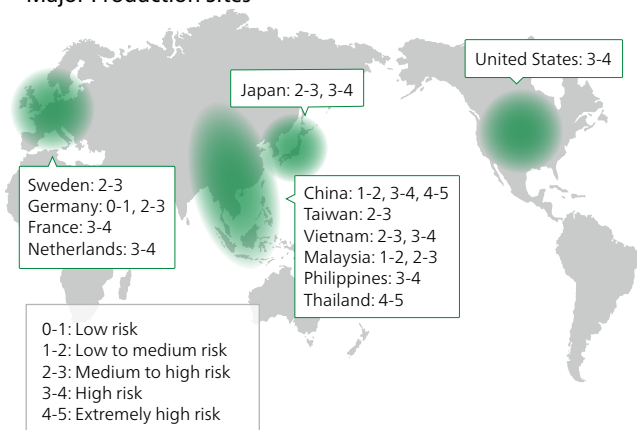 Major Production Sites
United States: 3-4
Japan: 2-3, 3-4
Sweden: 2-3
Germany: 0-1, 2-3
France: 3-4
Netherlands: 3-4
China: 1-2, 3-4, 4-5
Taiwan: 2-3
Vietnam: 2-3, 3-4
Malaysia: 1-2, 2-3
Philippines: 3-4
Thailand: 4-5
0-1: Low risk
1-2: Low to medium risk
2-3: Medium to high risk
3-4: High risk
4-5: Extremely high risk